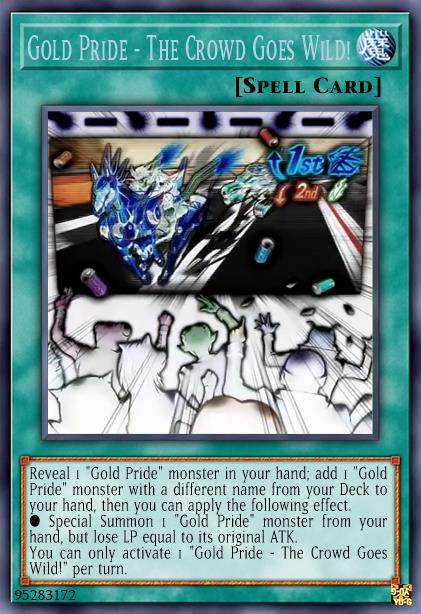 GOLD PRIDE - THE CROWD GOES WILD!
魔
[SPELL CARD]
1st
2nd
Reveal 1 "Gold Pride" monster in your hand; add 1 "Gold
Pride" monster with a different name from your Deck to
your hand, then you can apply the following effect.
● Special Summon 1 "Gold Pride" monster from your
hand, but lose LP equal to its original ATK.
You can only activate 1 "Gold Pride - The Crowd Goes
Wild!" per turn.
95283172